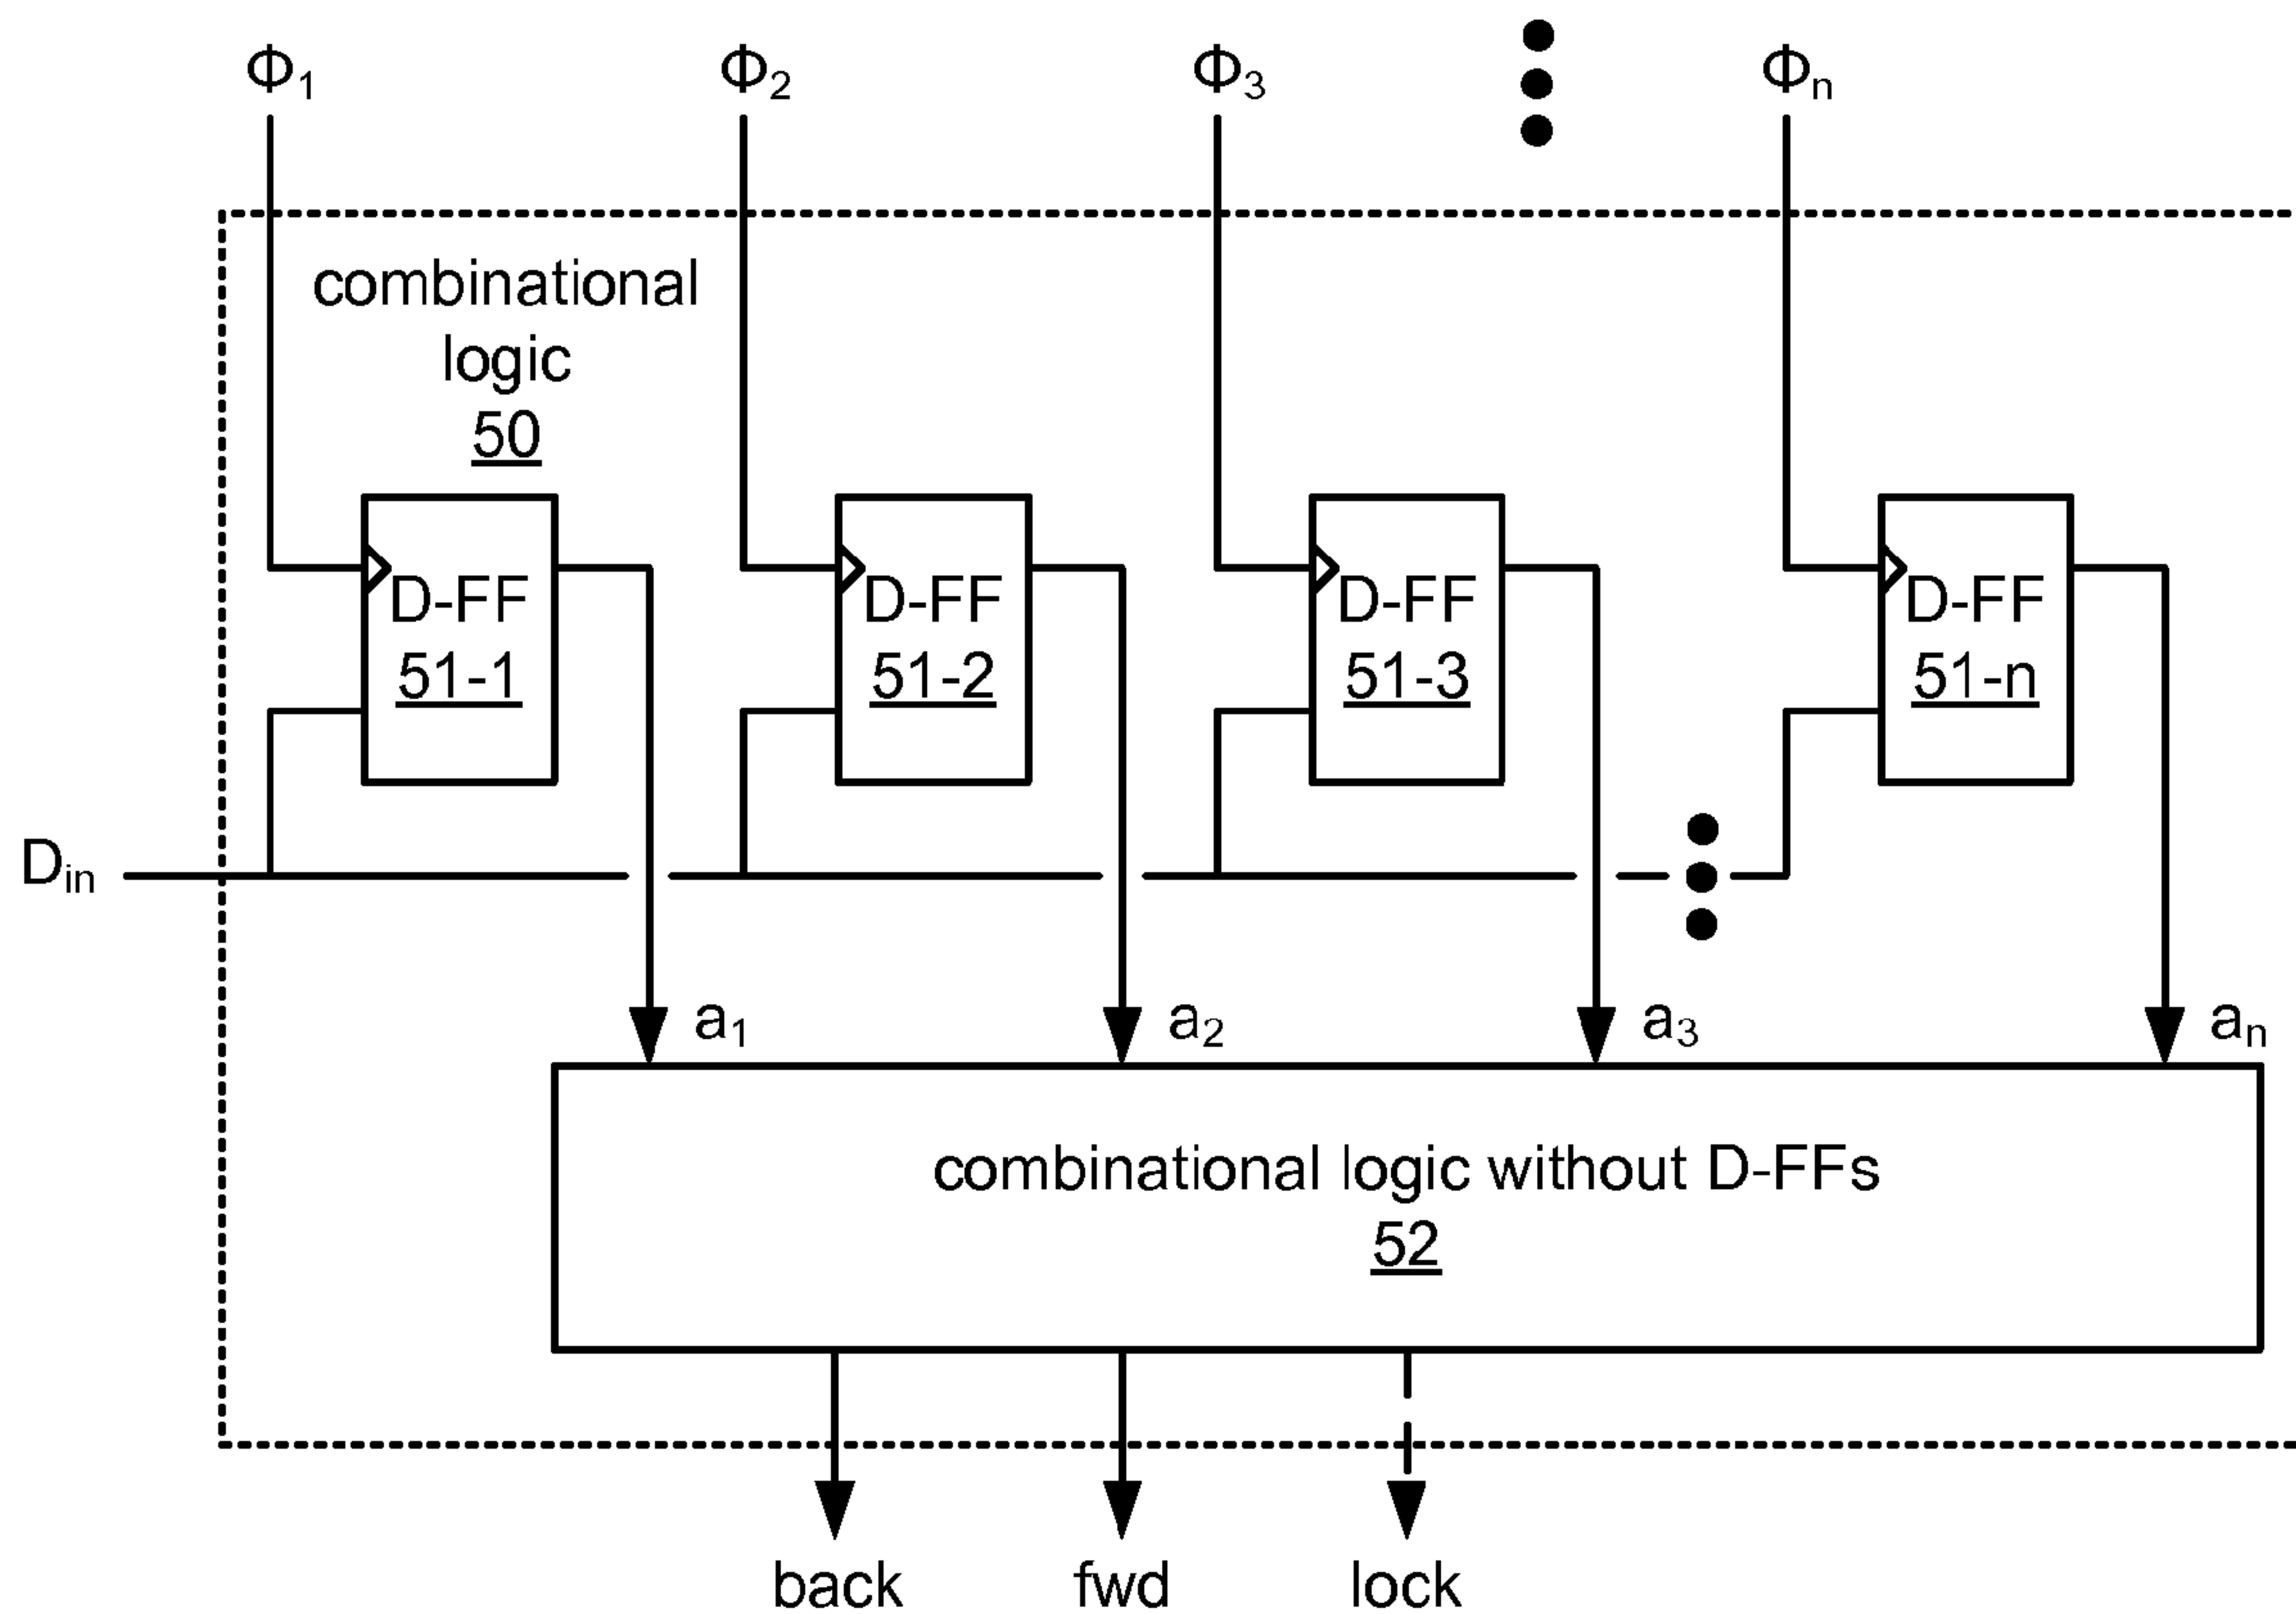 Φ1 Φ2 Φ3 Φn
combinational
logic
50
D-FF D-FF D-FF D-FF
51-1 51-2 51-3 51-n
Din
a1 a2 a3 an
combinational logic without D-FFs
52
back fwd lock